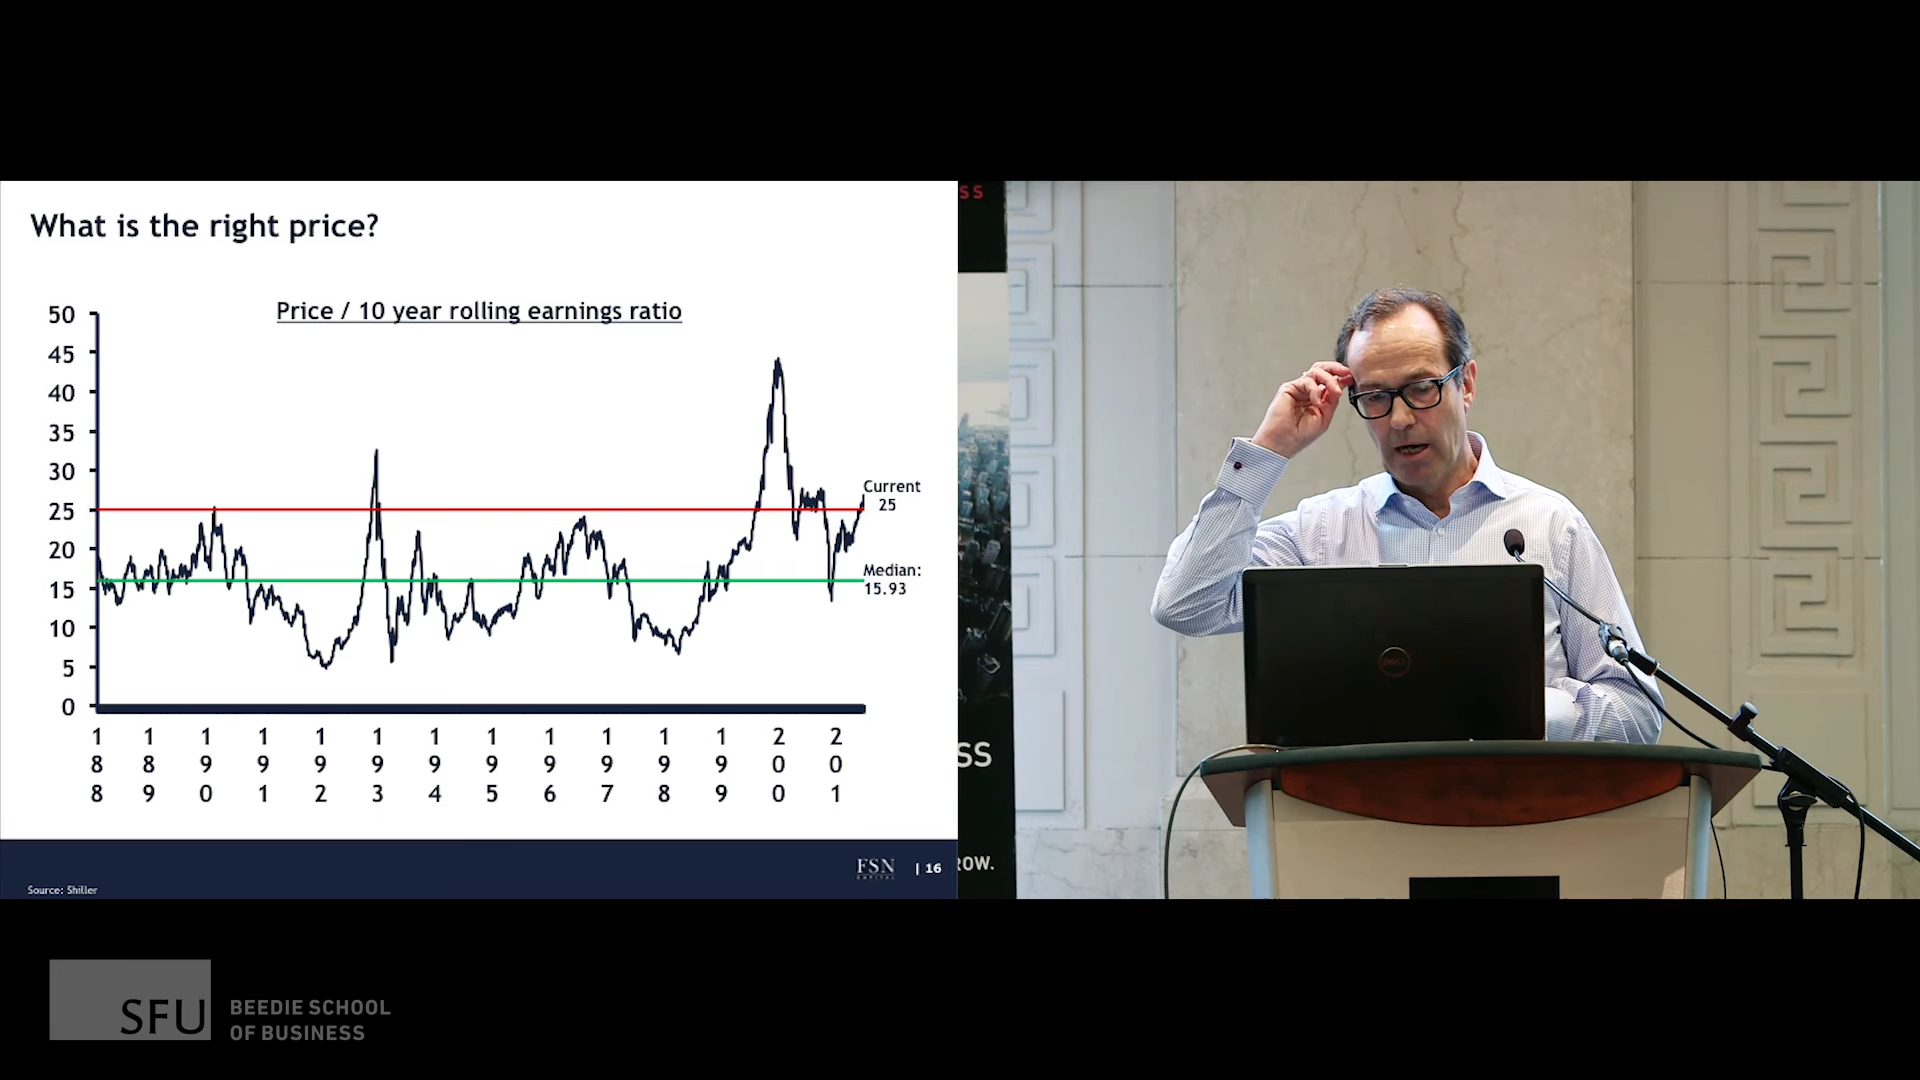 What is the right price?
Price / 10 year rolling earnings ratio
50
45
40
35
30
25
20
15
10
5
0
Current
25
Median:
15.93
1 1 1 1 1 1 1 1 1 1 1 1 2 2
8 8 9 9 9 9 9 9 9 9 9 9 0 0
8 9 0 1 2 3 4 5 6 7 8 9 0 1
FSN
CAPITAL
| 16
Source: Shiller
SS
SS
ROW.
DELL
SFU
BEEDIE SCHOOL
OF BUSINESS